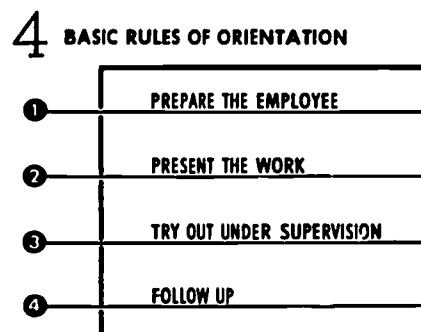 4 BASIC RULES OF ORIENTATION
1 PREPARE THE EMPLOYEE
2 PRESENT THE WORK
3 TRY OUT UNDER SUPERVISION
4 FOLLOW UP